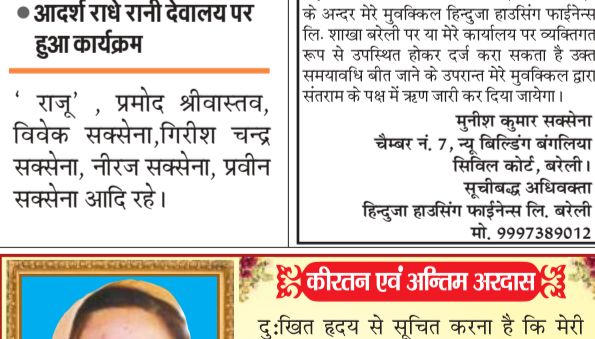 आदर्श राधे रानी देवालय पर
हुआ कार्यक्रम
‘ राजू’ , प्रमोद श्रीवास्तव,
विवेक सक्सेना,गिरीश चन्द्र
सक्सेना, नीरज सक्सेना, प्रवीन
सक्सेना आदि रहे।
के अन्दर मेरे मुवक्किल हिन्दुजा हाउसिंग फाईनेन्स
लि. शाखा बरेली पर या मेरे कार्यालय पर व्यक्तिगत
रूप से उपस्थित होकर दर्ज करा सकता है उक्त
समयावधि बीत जाने के उपरान्त मेरे मुवक्किल द्वारा
संतराम के पक्ष में ऋण जारी कर दिया जायेगा।
मुनीश कुमार सक्सेना
चैम्बर नं. 7, न्यू बिल्डिंग बंगलिया
सिविल कोर्ट, बरेली।
सूचीबद्ध अधिवक्ता
हिन्दुजा हाउसिंग फाईनेन्स लि. बरेली
मो. 9997389012
कीरतन एवं अन्तिम अरदास
दु:खित हृदय से सूचित करना है कि मेरी